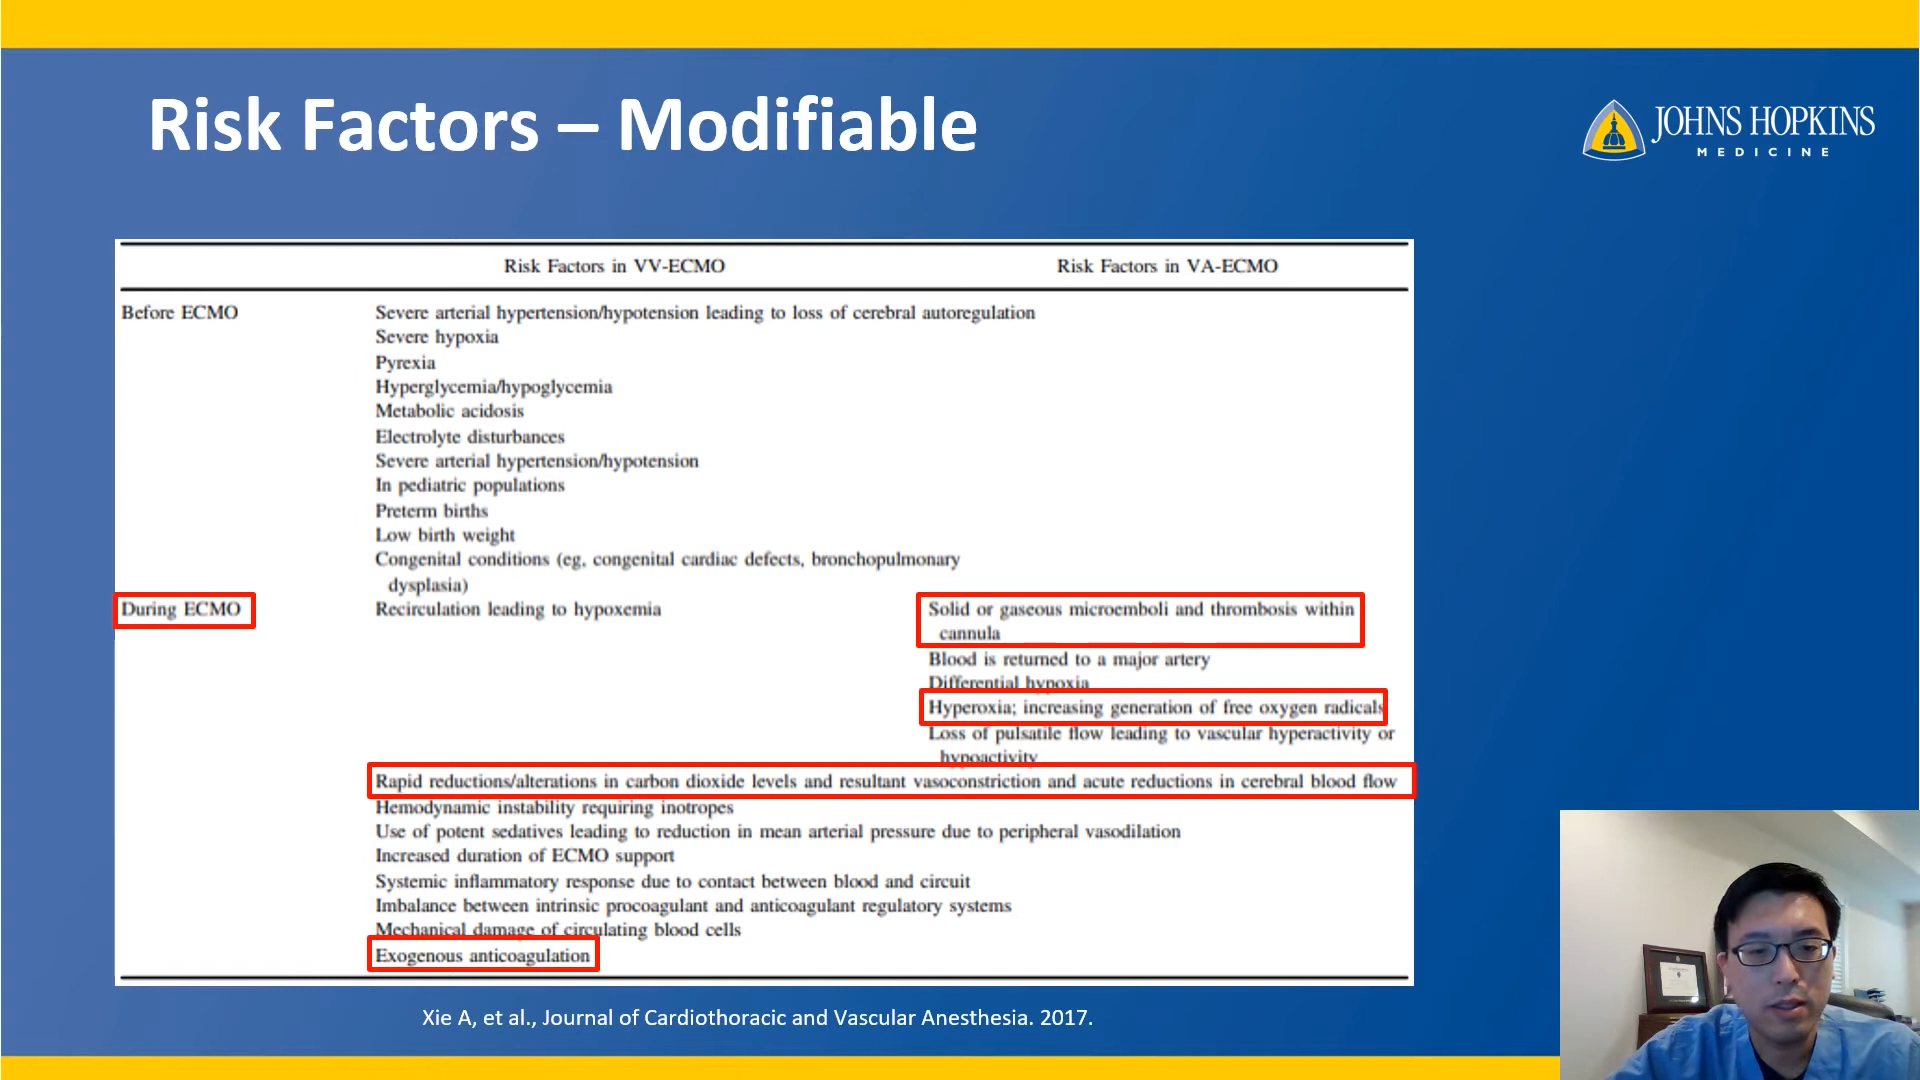 Risk Factors – Modifiable
JOHNS HOPKINS
MEDICINE
Risk Factors in VV-ECMO Risk Factors in VA-ECMO
Before ECMO Severe arterial hypertension/hypotension leading to loss of cerebral autoregulation
Severe hypoxia
Pyrexia
Hyperglycemia/hypoglycemia
Metabolic acidosis
Electrolyte disturbances
Severe arterial hypertension/hypotension
In pediatric populations
Preterm births
Low birth weight
Congenital conditions (eg, congenital cardiac defects, bronchopulmonary
dysplasia)
During ECMO Recirculation leading to hypoxemia Solid or gaseous microemboli and thrombosis within
cannula
Blood is returned to a major artery
Differential hypoxia
Hyperoxia; increasing generation of free oxygen radicals
Loss of pulsatile flow leading to vascular hyperactivity or
hypoactivity
Rapid reductions/alterations in carbon dioxide levels and resultant vasoconstriction and acute reductions in cerebral blood flow
Hemodynamic instability requiring inotropes
Use of potent sedatives leading to reduction in mean arterial pressure due to peripheral vasodilation
Increased duration of ECMO support
Systemic inflammatory response due to contact between blood and circuit
Imbalance between intrinsic procoagulant and anticoagulant regulatory systems
Mechanical damage of circulating blood cells
Exogenous anticoagulation
Xie A, et al., Journal of Cardiothoracic and Vascular Anesthesia. 2017.